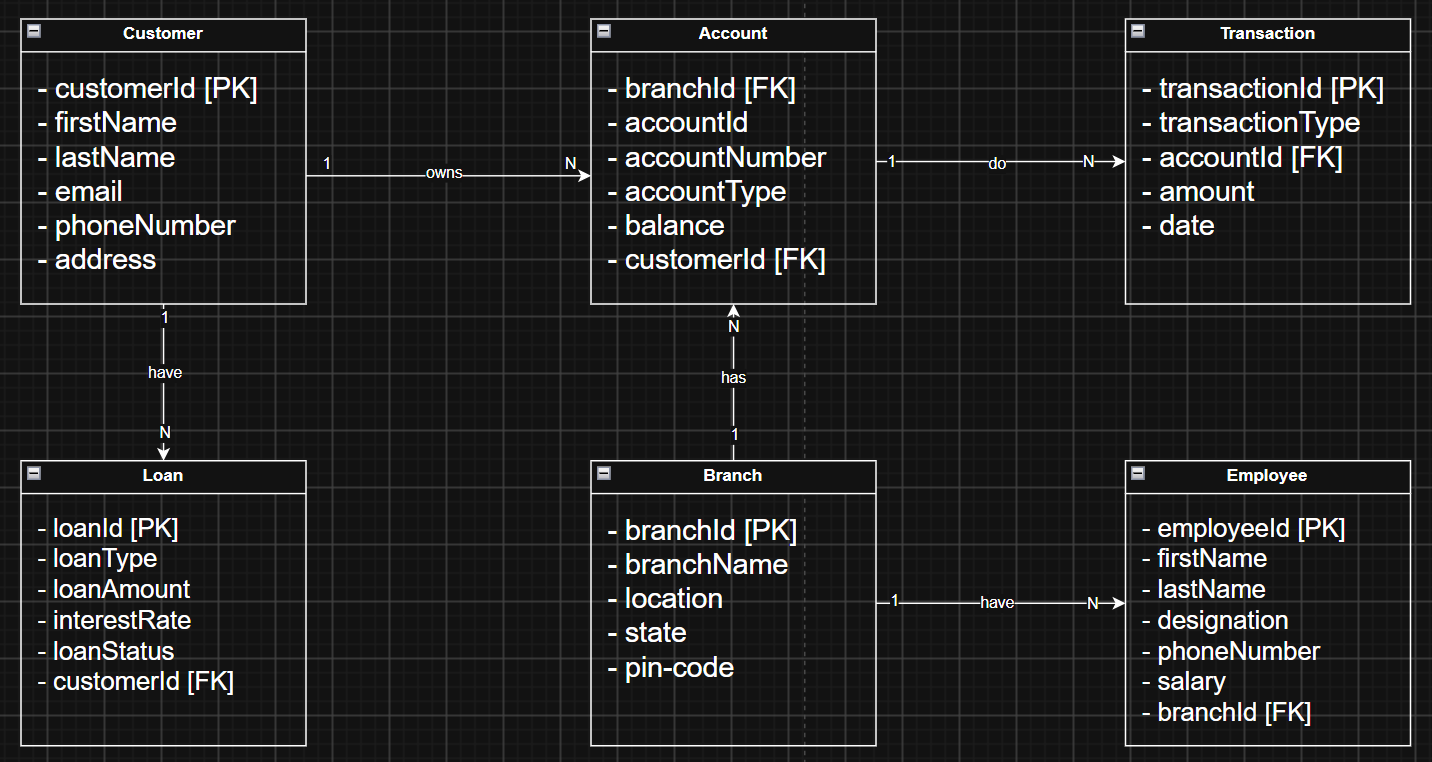 Customer
- customerId [PK]
- firstName
- lastName
- email
- phoneNumber
- address
1
owns
N
Account
- branchId [FK]
- accountId
- accountNumber
- accountType
- balance
- customerId [FK]
1
do
N
Transaction
- transactionId [PK]
- transactionType
- accountId [FK]
- amount
- date
1
have
N
N
has
1
Loan
- loanId [PK]
- loanType
- loanAmount
- interestRate
- loanStatus
- customerId [FK]
Branch
- branchId [PK]
- branchName
- location
- state
- pin-code
1
have
N
Employee
- employeeId [PK]
- firstName
- lastName
- designation
- phoneNumber
- salary
- branchId [FK]